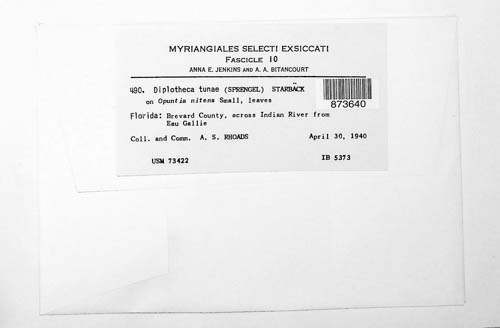 MYRIANGIALES SELECTI EXSICCATI
FASCICLE 10
ANNA E. JENKINS AND A. A. BITANCOURT
490. Diplotheca tunae (SPRENGEL) STARBÄCK
on Opuntia nitens Small, leaves
873640
Florida: Brevard County, across Indian River from
Eau Gallie
Coll. and Comm. A. S. RHOADS April 30, 1940
USM 73422 IB 5373